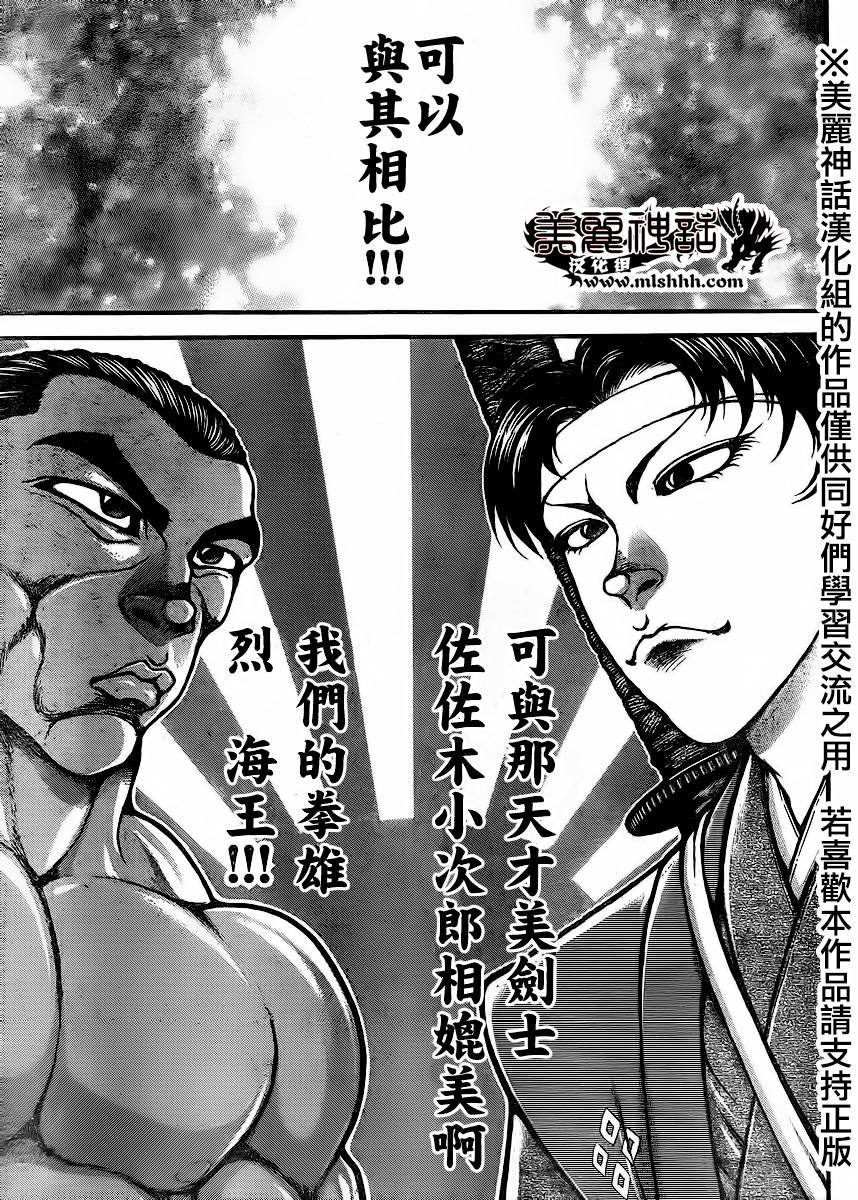 可以
與其相比!!!
美麗神話
汉化组
www.mlshhh.com
可與那天才美劍士
佐佐木小次郎相媲美啊
我們的拳雄
烈 海王!!!
※美麗神話漢化組的作品僅供同好們學習交流之用 若喜歡本作品請支持正版